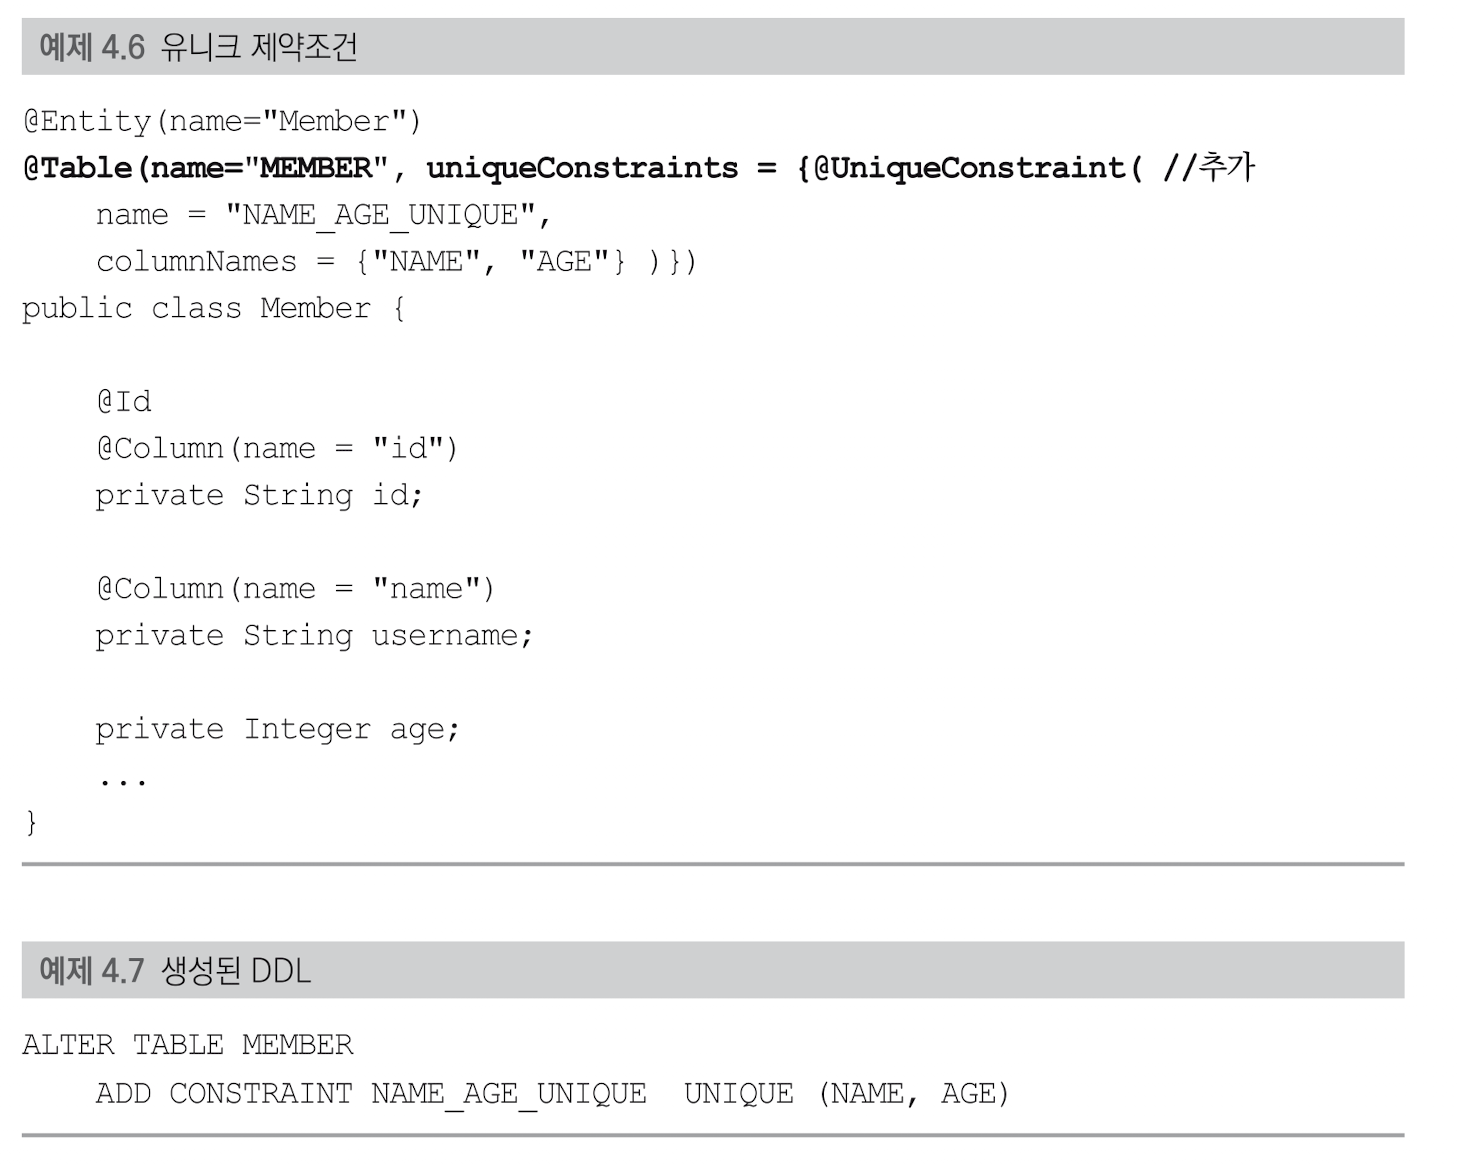 예제 4.6 유니크 제약조건
@Entity(name="Member")
@Table(name="MEMBER", uniqueConstraints = {@UniqueConstraint( //추가
    name = "NAME_AGE_UNIQUE",
    columnNames = {"NAME", "AGE"} )})
public class Member {
    @Id
    @Column(name = "id")
    private String id;
    @Column(name = "name")
    private String username;
    private Integer age;
    ...
}
예제 4.7 생성된 DDL
ALTER TABLE MEMBER
    ADD CONSTRAINT NAME_AGE_UNIQUE  UNIQUE (NAME, AGE)